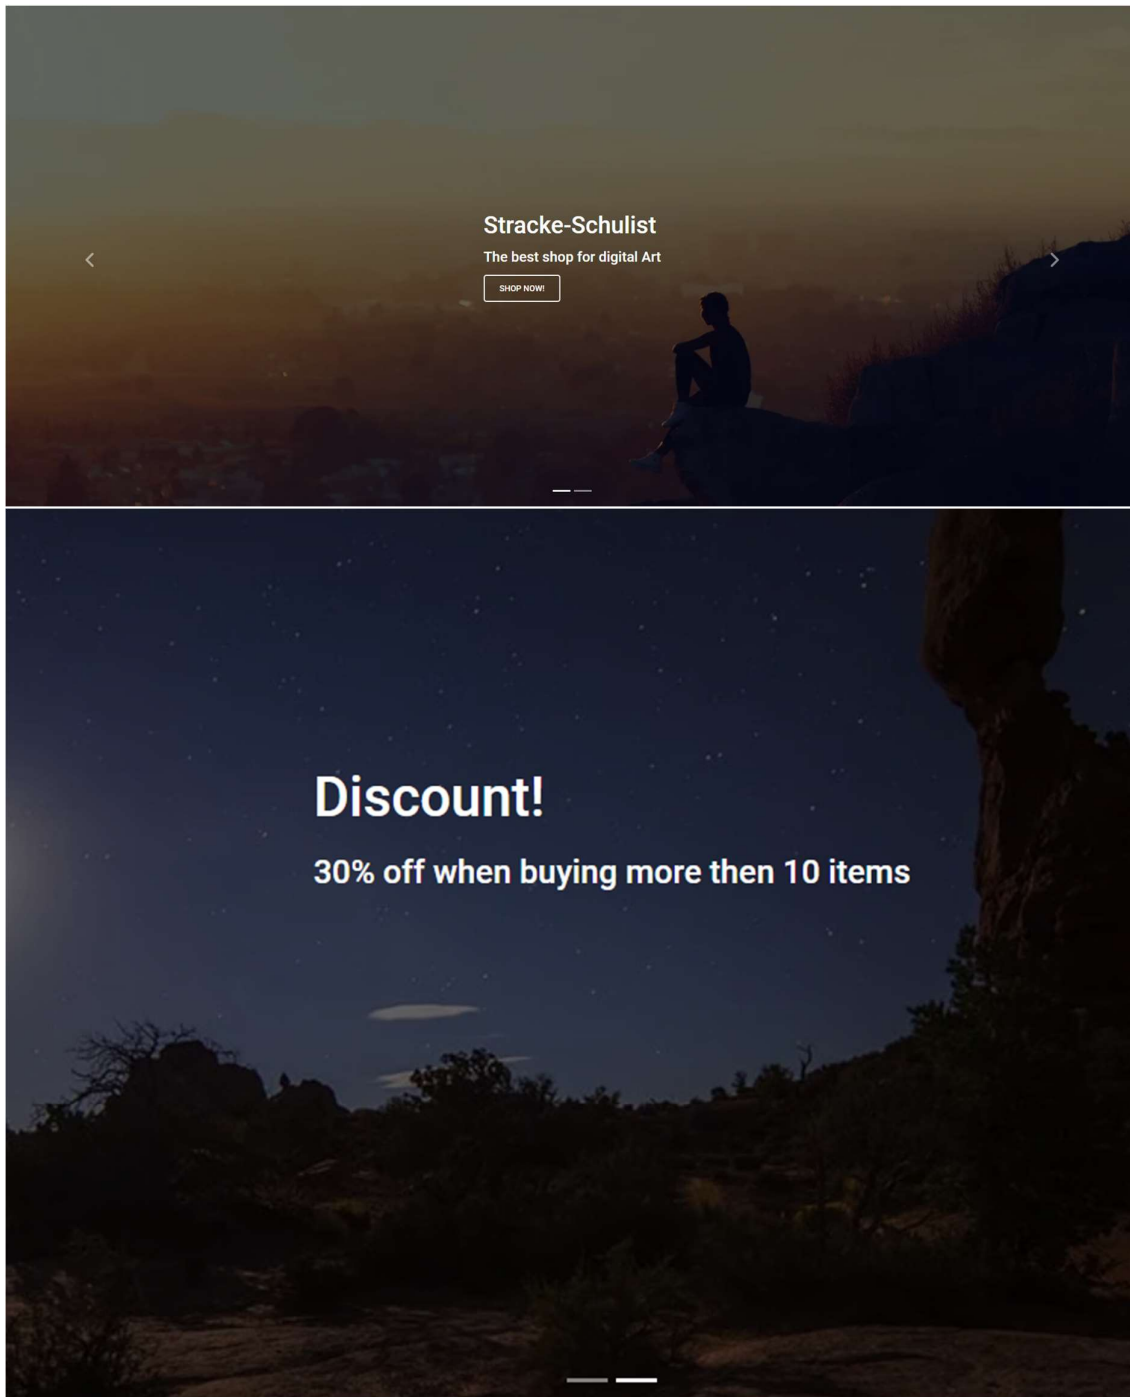 Stracke-Schulist
The best shop for digital Art
SHOP NOW!
Discount!
30% off when buying more then 10 items